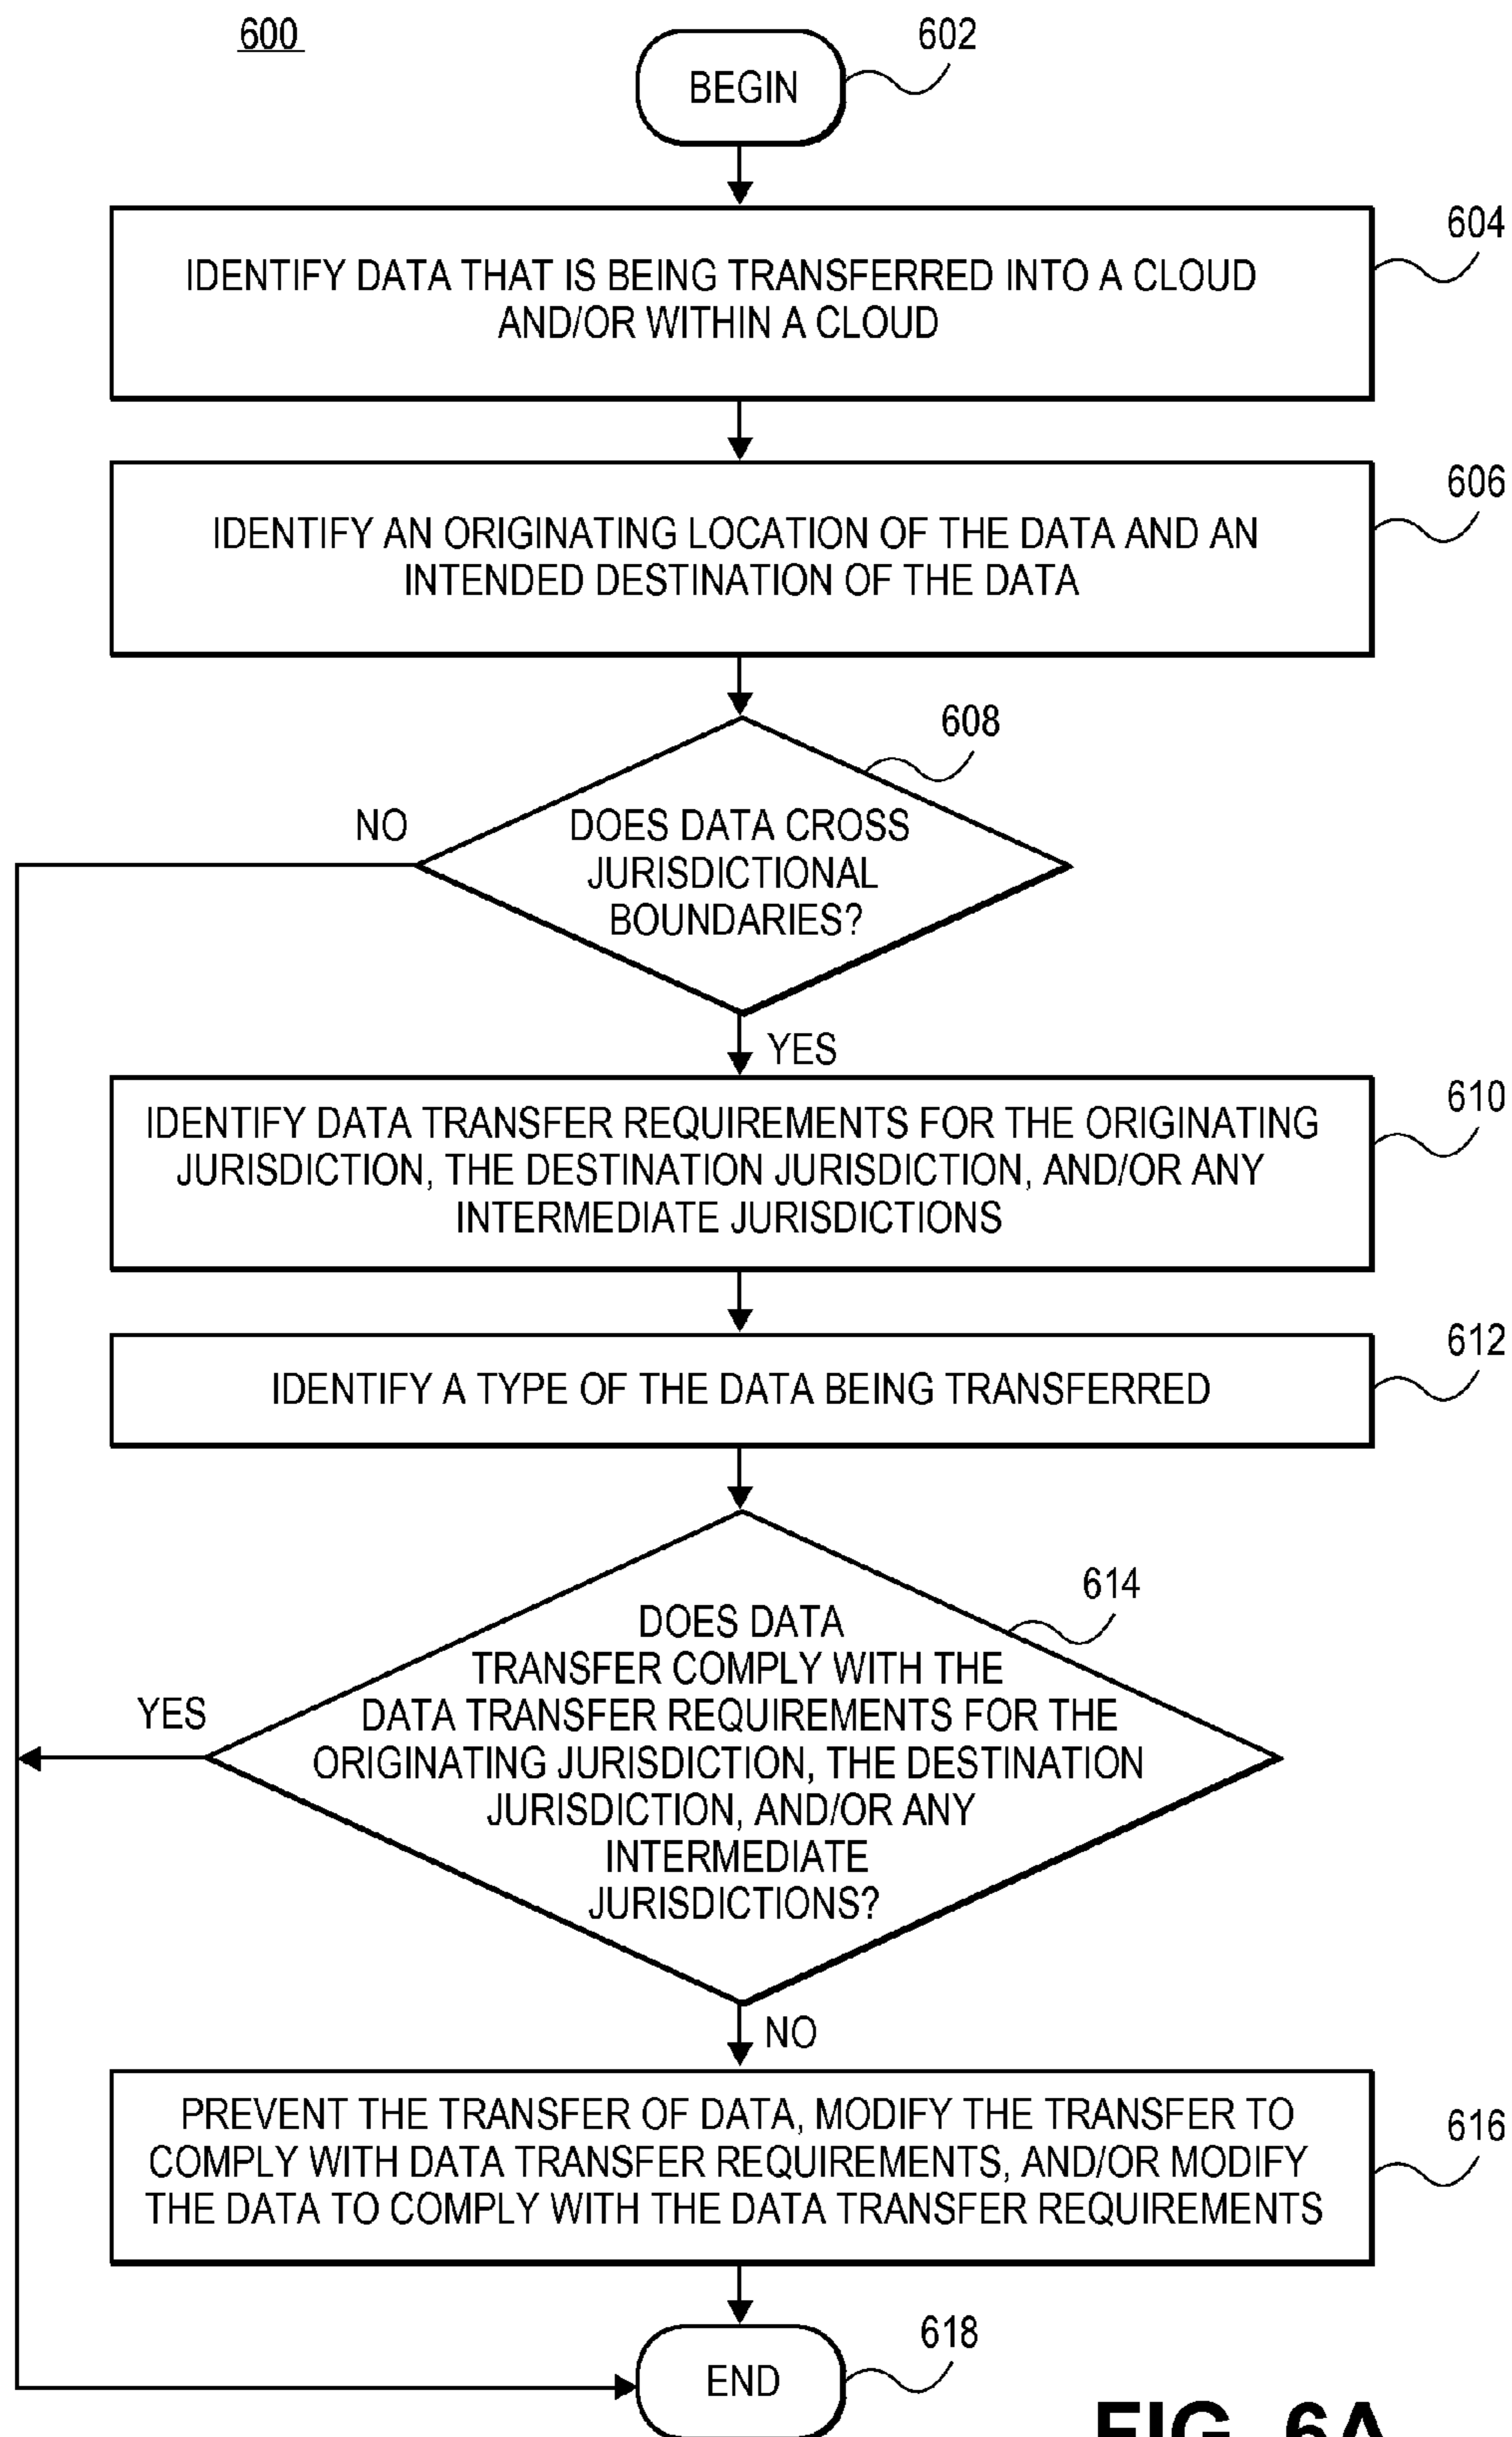 600
BEGIN
602
604
IDENTIFY DATA THAT IS BEING TRANSFERRED INTO A CLOUD
AND/OR WITHIN A CLOUD
606
IDENTIFY AN ORIGINATING LOCATION OF THE DATA AND AN
INTENDED DESTINATION OF THE DATA
608
NO
DOES DATA CROSS
JURISDICTIONAL
BOUNDARIES?
YES
610
IDENTIFY DATA TRANSFER REQUIREMENTS FOR THE ORIGINATING
JURISDICTION, THE DESTINATION JURISDICTION, AND/OR ANY
INTERMEDIATE JURISDICTIONS
612
IDENTIFY A TYPE OF THE DATA BEING TRANSFERRED
614
DOES DATA
TRANSFER COMPLY WITH THE
DATA TRANSFER REQUIREMENTS FOR THE
ORIGINATING JURISDICTION, THE DESTINATION
JURISDICTION, AND/OR ANY
INTERMEDIATE
JURISDICTIONS?
YES
NO
616
PREVENT THE TRANSFER OF DATA, MODIFY THE TRANSFER TO
COMPLY WITH DATA TRANSFER REQUIREMENTS, AND/OR MODIFY
THE DATA TO COMPLY WITH THE DATA TRANSFER REQUIREMENTS
618
END
FIG. 6A